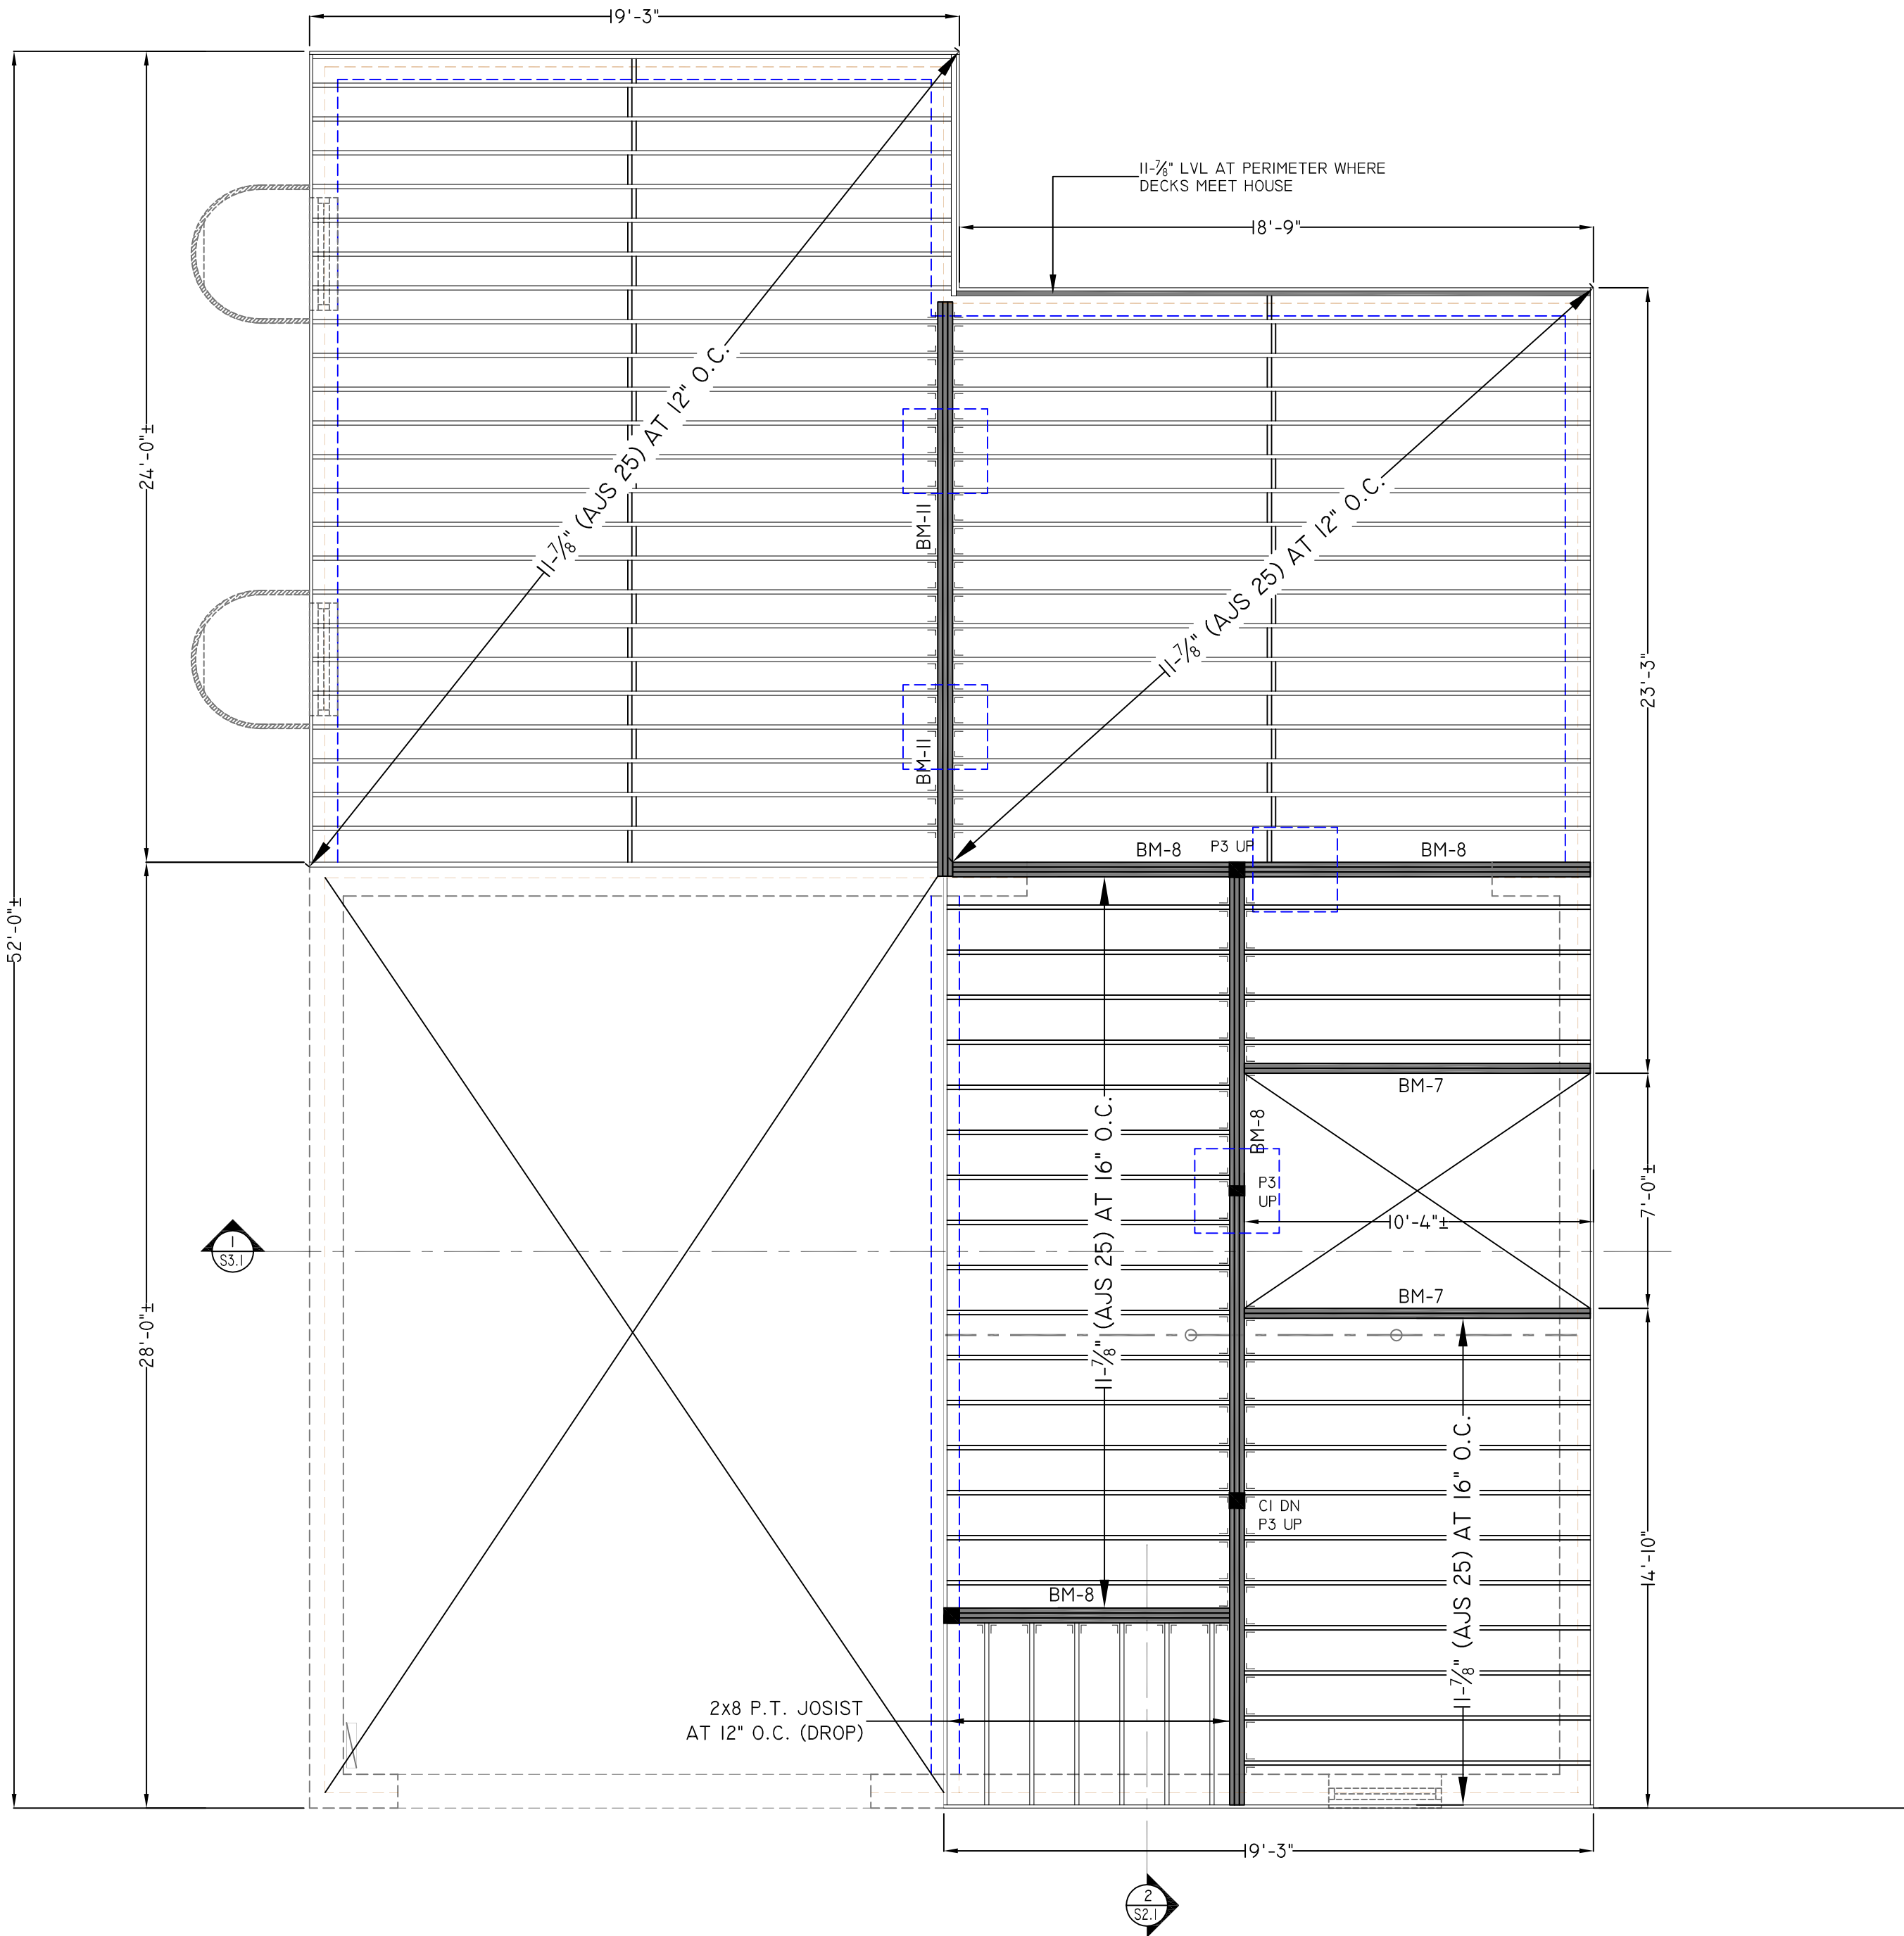 19'-3"
11-⅞" LVL AT PERIMETER WHERE
DECKS MEET HOUSE
18'-9"
11-⅞" (AJS 25) AT 12" O.C.
11-⅞" (AJS 25) AT 12" O.C.
24'-0"±
BM-11
BM-11
23'-3"
52'-0"±
BM-8
P3 UP
BM-8
BM-7
BM-8
11-⅞" (AJS 25) AT 16" O.C.
P3
UP
10'-4"±
7'-0"±
1
S3.1
BM-7
28'-0"±
C1 DN
P3 UP
11-⅞" (AJS 25) AT 16" O.C.
14'-10"
BM-8
2x8 P.T. JOSIST
AT 12" O.C. (DROP)
19'-3"
2
S2.1